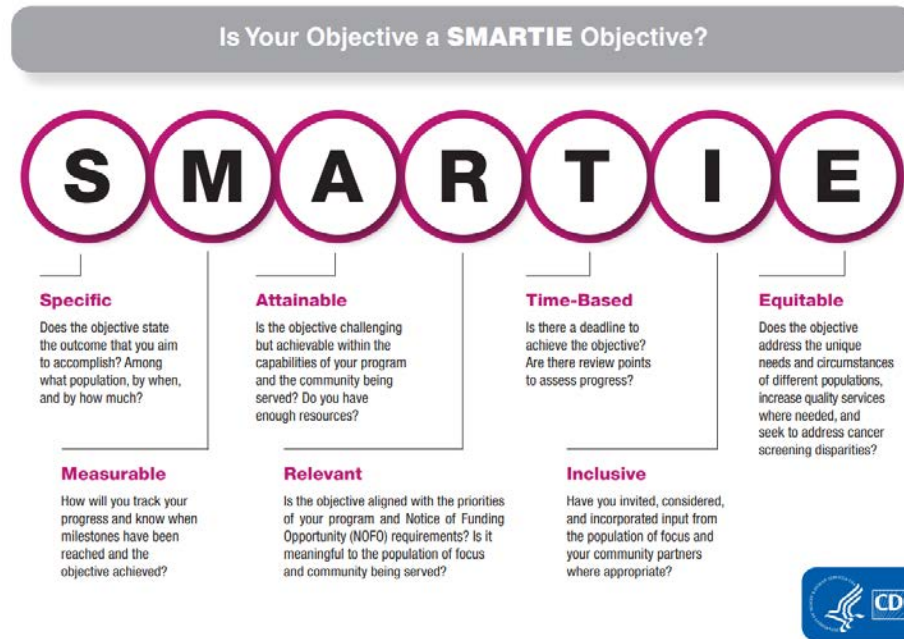 Is Your Objective a SMARTIE Objective?
S M A R T I E
Specific
Does the objective state
the outcome that you aim
to accomplish? Among
what population, by when,
and by how much?
Attainable
Is the objective challenging
but achievable within the
capabilities of your program
and the community being
served? Do you have
enough resources?
Time-Based
Is there a deadline to
achieve the objective?
Are there review points
to assess progress?
Equitable
Does the objective
address the unique
needs and circumstances
of different populations,
increase quality services
where needed, and
seek to address cancer
screening disparities?
Measurable
How will you track your
progress and know when
milestones have been
reached and the
objective achieved?
Relevant
Is the objective aligned with the priorities
of your program and Notice of Funding
Opportunity (NOFO) requirements? Is it
meaningful to the population of focus
and community being served?
Inclusive
Have you invited, considered,
and incorporated input from
the population of focus and
your community partners
where appropriate?
CD